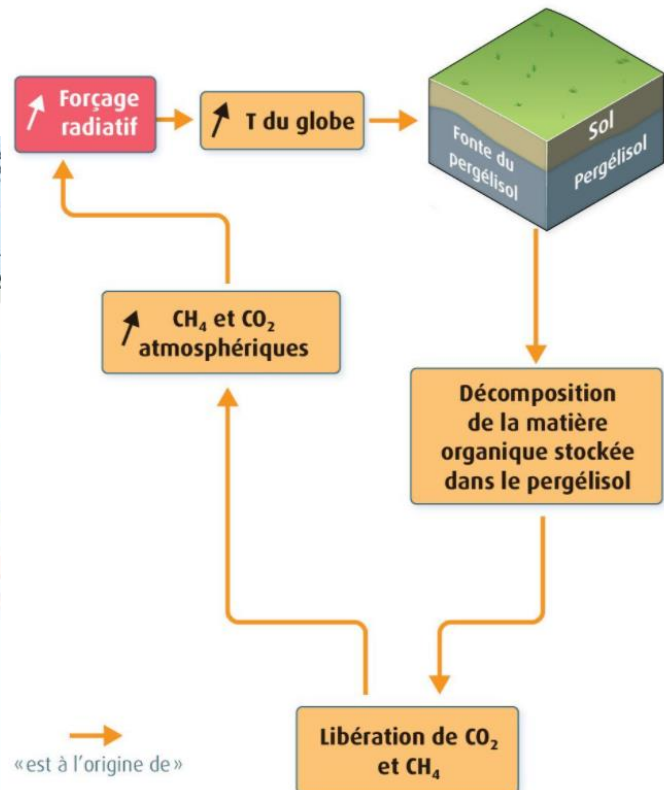 Forçage
radiatif
T du globe
Sol
Fonte du
pergélisol
Pergélisol
CH₄ et CO₂
atmosphériques
Décomposition
de la matière
organique stockée
dans le pergélisol
Libération de CO₂
et CH₄
«est à l'origine de»